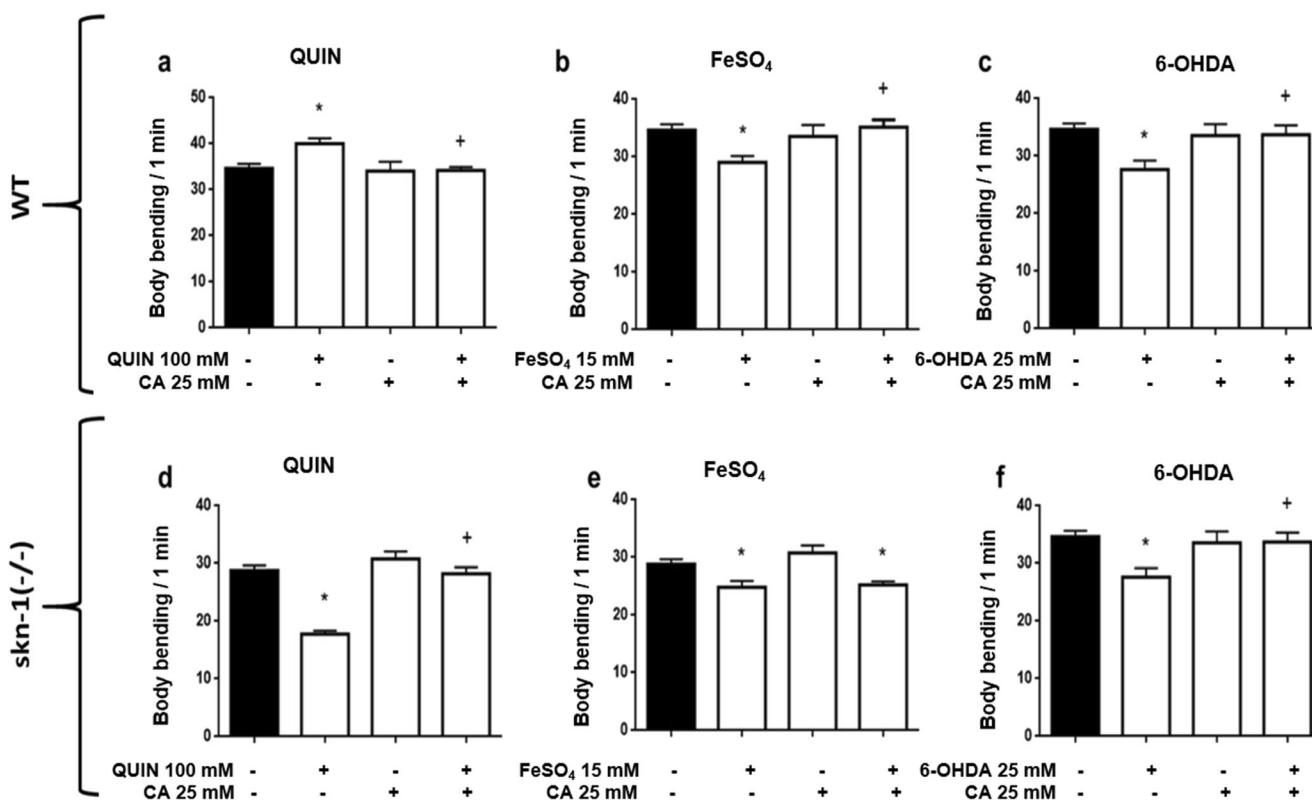 WT
a
QUIN
Body bending / 1 min
50
40
30
20
10
0
*
+
QUIN 100 mM - + - +
CA 25 mM - - + +
b
FeSO₄
Body bending / 1 min
40
30
20
10
0
*
+
FeSO₄ 15 mM - + - +
CA 25 mM - - + +
c
6-OHDA
Body bending / 1 min
40
30
20
10
0
*
+
6-OHDA 25 mM - + - +
CA 25 mM - - + +
skn-1(-/-)
d
QUIN
Body bending / 1 min
40
30
20
10
0
*
+
QUIN 100 mM - + - +
CA 25 mM - - + +
e
FeSO₄
Body bending / 1 min
40
30
20
10
0
*
*
FeSO₄ 15 mM - + - +
CA 25 mM - - + +
f
6-OHDA
Body bending / 1 min
40
30
20
10
0
*
+
6-OHDA 25 mM - + - +
CA 25 mM - - + +